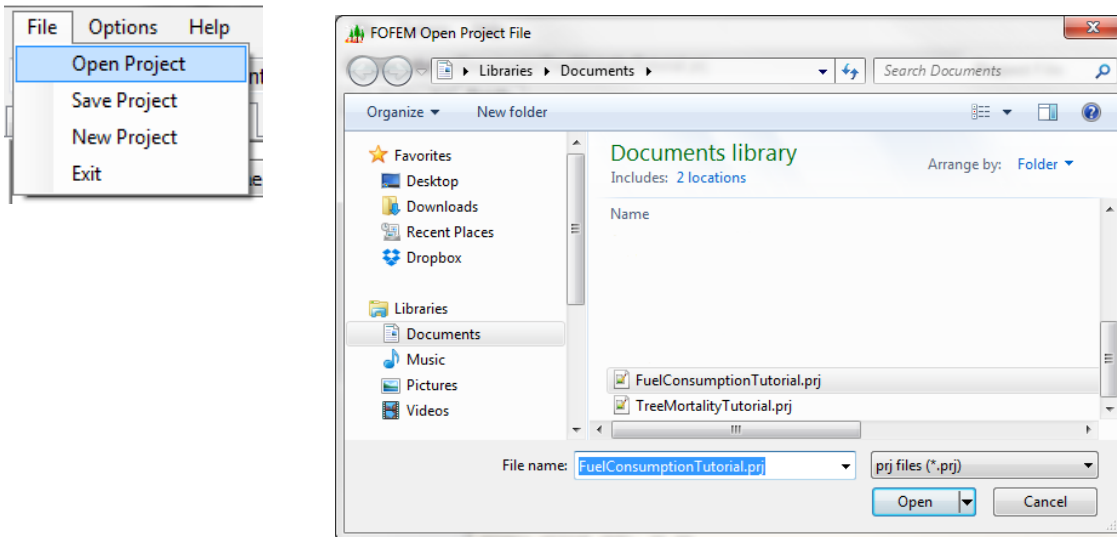 File Options Help
Open Project
Save Project
New Project
Exit
FOFEM Open Project File
Libraries Documents
Search Documents
Organize New folder
Favorites
Desktop
Downloads
Recent Places
Dropbox
Libraries
Documents
Music
Pictures
Videos
Documents library
Includes: 2 locations
Arrange by: Folder
Name
FuelConsumptionTutorial.prj
TreeMortalityTutorial.prj
File name: FuelConsumptionTutorial.prj
prj files (*.prj)
Open Cancel